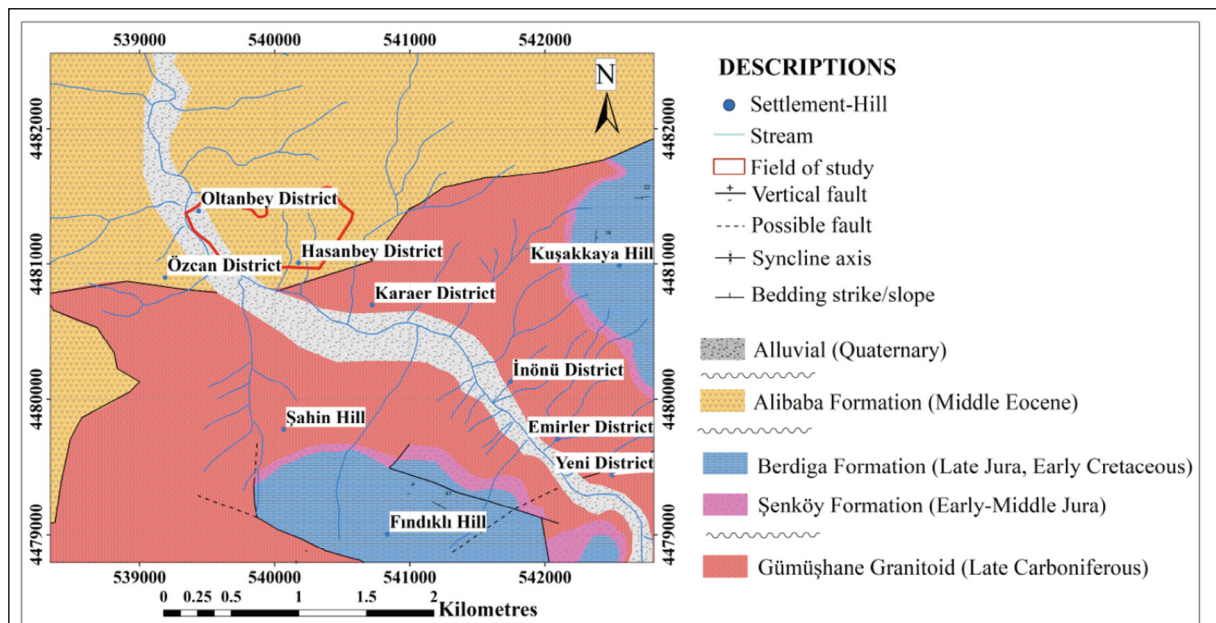 539000 540000 541000 542000
4482000
4481000
4480000
4479000
N
Oltanbey District
Hasanbey District
Özcan District
Kuşakkaya Hill
Karaer District
İnönü District
Şahin Hill
Emirler District
Yeni District
Fındıklı Hill
4482000
4481000
4480000
4479000
539000 540000 541000 542000
0 0.25 0.5 1 1.5 2
Kilometres
DESCRIPTIONS
Settlement-Hill
Stream
Field of study
Vertical fault
Possible fault
Syncline axis
Bedding strike/slope
Alluvial (Quaternary)
Alibaba Formation (Middle Eocene)
Berdiga Formation (Late Jura, Early Cretaceous)
Şenköy Formation (Early-Middle Jura)
Gümüşhane Granitoid (Late Carboniferous)